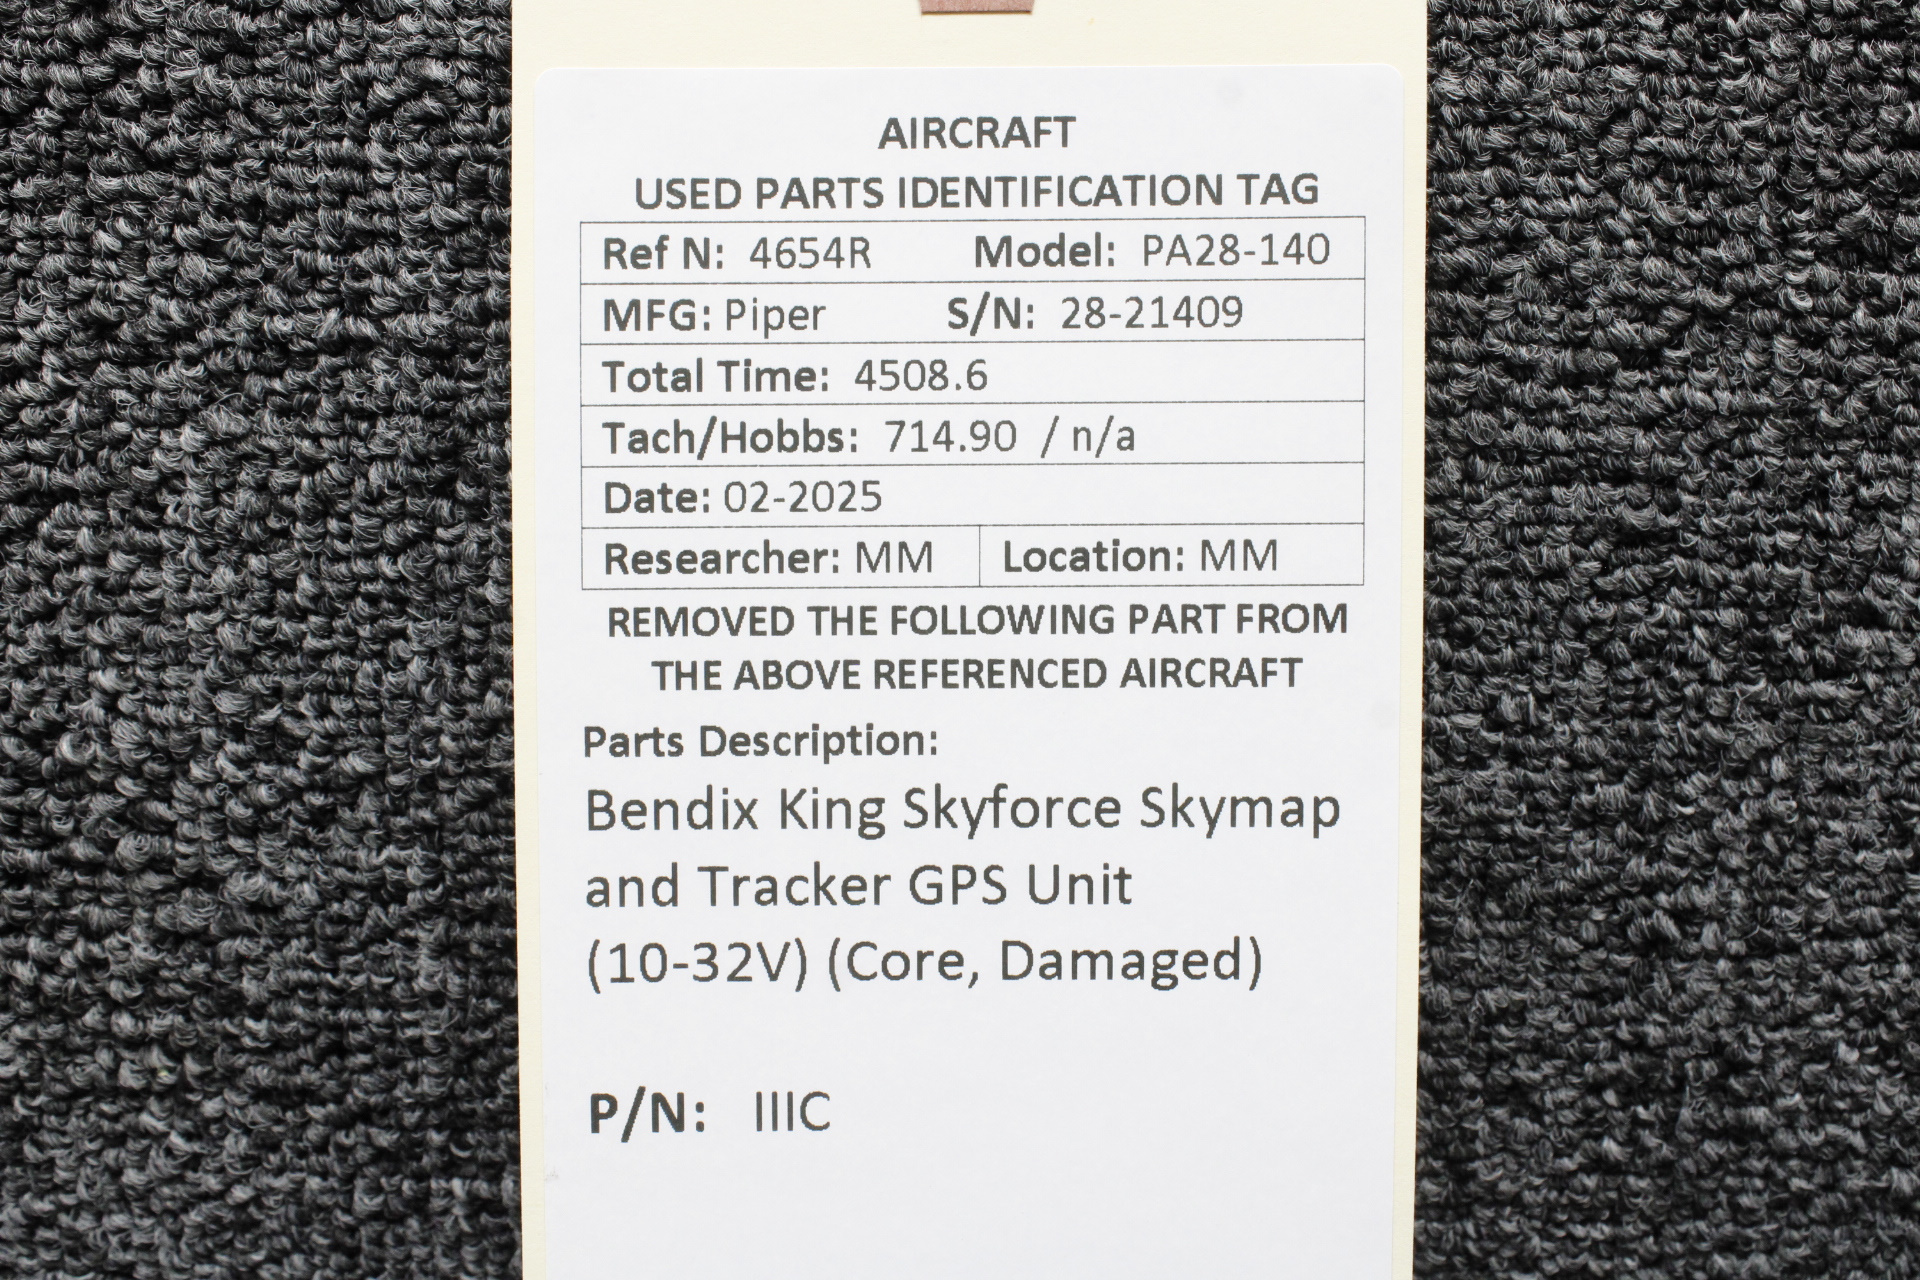 AIRCRAFT
USED PARTS IDENTIFICATION TAG
Ref N: 4654R Model: PA28-140
MFG: Piper S/N: 28-21409
Total Time: 4508.6
Tach/Hobbs: 714.90 / n/a
Date: 02-2025
Researcher: MM Location: MM
REMOVED THE FOLLOWING PART FROM
THE ABOVE REFERENCED AIRCRAFT
Parts Description:
Bendix King Skyforce Skymap
and Tracker GPS Unit
(10-32V) (Core, Damaged)
P/N: IIIC